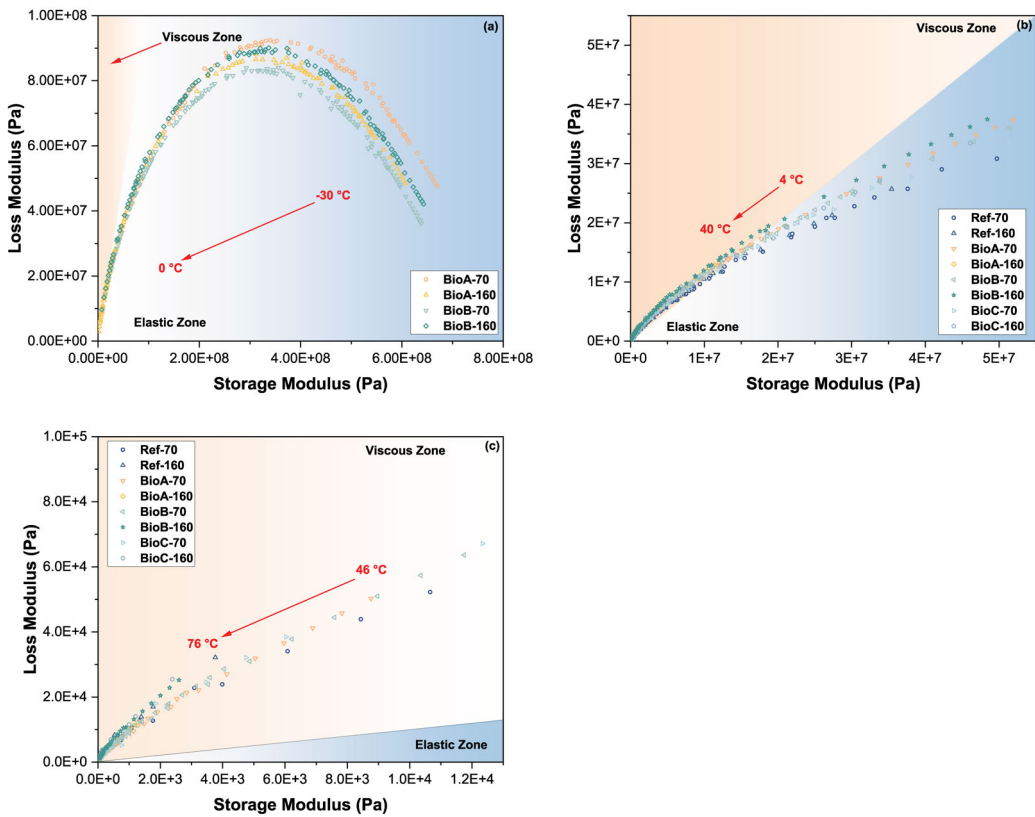 (a)
1.00E+08
8.00E+07
6.00E+07
4.00E+07
2.00E+07
0.00E+00
Loss Modulus (Pa)
Viscous Zone
-30 °C
0 °C
Elastic Zone
BioA-70
BioA-160
BioB-70
BioB-160
0.00E+00 2.00E+08 4.00E+08 6.00E+08 8.00E+08
Storage Modulus (Pa)
(b)
Viscous Zone
5E+7
4E+7
3E+7
2E+7
1E+7
0E+0
Loss Modulus (Pa)
4 °C
40 °C
Elastic Zone
Ref-70
Ref-160
BioA-70
BioA-160
BioB-70
BioB-160
BioC-70
BioC-160
0E+0 1E+7 2E+7 3E+7 4E+7 5E+7
Storage Modulus (Pa)
(c)
Viscous Zone
1.0E+5
8.0E+4
6.0E+4
4.0E+4
2.0E+4
0.0E+0
Loss Modulus (Pa)
Ref-70
Ref-160
BioA-70
BioA-160
BioB-70
BioB-160
BioC-70
BioC-160
46 °C
76 °C
Elastic Zone
0.0E+0 2.0E+3 4.0E+3 6.0E+3 8.0E+3 1.0E+4 1.2E+4
Storage Modulus (Pa)